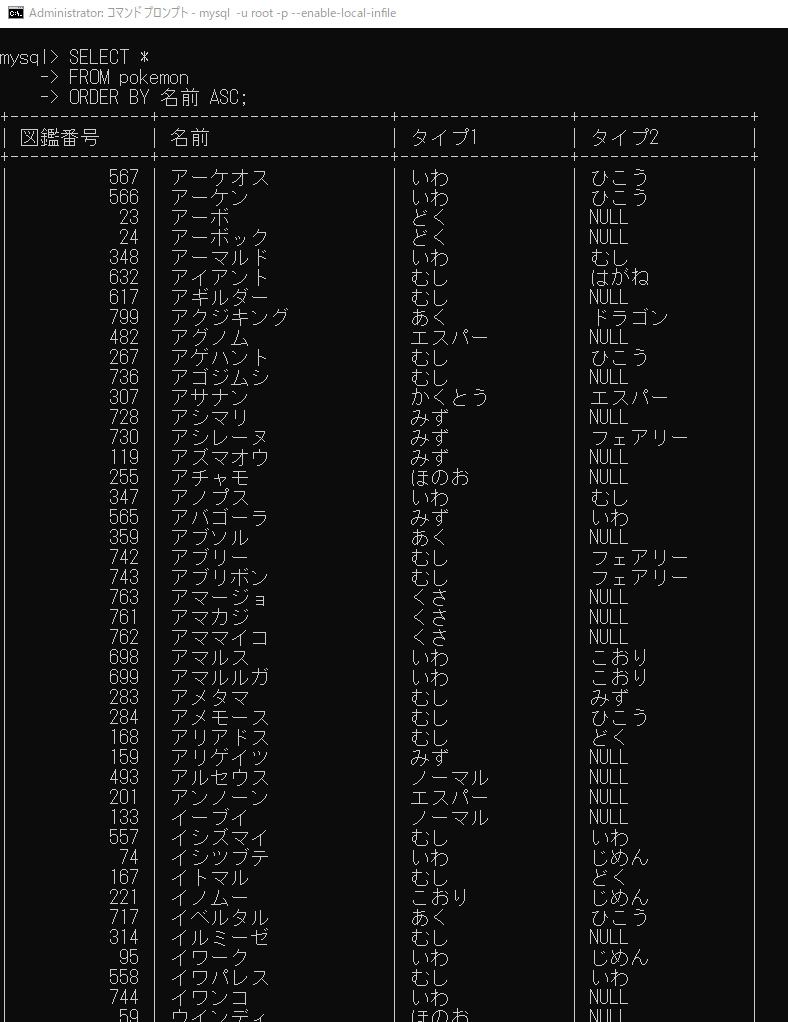 Administrator: コマンドプロンプト - mysql -u root -p --enable-local-infile
mysql> SELECT *
-> FROM pokemon
-> ORDER BY 名前 ASC;
+---------------+------------------------+------------------+------------------+
| 図鑑番号 | 名前 | タイプ1 | タイプ2 |
+---------------+------------------------+------------------+------------------+
| 567 | アーケオス | いわ | ひこう |
| 566 | アーケン | いわ | ひこう |
| 23 | アーボ | どく | NULL |
| 24 | アーボック | どく | NULL |
| 348 | アーマルド | いわ | むし |
| 632 | アイアント | むし | はがね |
| 617 | アギルダー | むし | NULL |
| 799 | アクジキング | あく | ドラゴン |
| 482 | アグノム | エスパー | NULL |
| 267 | アゲハント | むし | ひこう |
| 736 | アゴジムシ | むし | NULL |
| 307 | アサナン | かくとう | エスパー |
| 728 | アシマリ | みず | NULL |
| 730 | アシレーヌ | みず | フェアリー |
| 119 | アズマオウ | みず | NULL |
| 255 | アチャモ | ほのお | NULL |
| 347 | アノプス | いわ | むし |
| 565 | アバゴーラ | みず | いわ |
| 359 | アブソル | あく | NULL |
| 742 | アブリー | むし | フェアリー |
| 743 | アブリボン | むし | フェアリー |
| 763 | アマージョ | くさ | NULL |
| 761 | アマカジ | くさ | NULL |
| 762 | アママイコ | くさ | NULL |
| 698 | アマルス | いわ | こおり |
| 699 | アマルルガ | いわ | こおり |
| 283 | アメタマ | むし | みず |
| 284 | アメモース | むし | ひこう |
| 168 | アリアドス | むし | どく |
| 159 | アリゲイツ | みず | NULL |
| 493 | アルセウス | ノーマル | NULL |
| 201 | アンノーン | エスパー | NULL |
| 133 | イーブイ | ノーマル | NULL |
| 557 | イシズマイ | むし | いわ |
| 74 | イシツブテ | いわ | じめん |
| 167 | イトマル | むし | どく |
| 221 | イノムー | こおり | じめん |
| 717 | イベルタル | あく | ひこう |
| 314 | イルミーゼ | むし | NULL |
| 95 | イワーク | いわ | じめん |
| 558 | イワパレス | むし | いわ |
| 744 | イワンコ | いわ | NULL |
| 59 | ウインディ | ほのお | NULL |